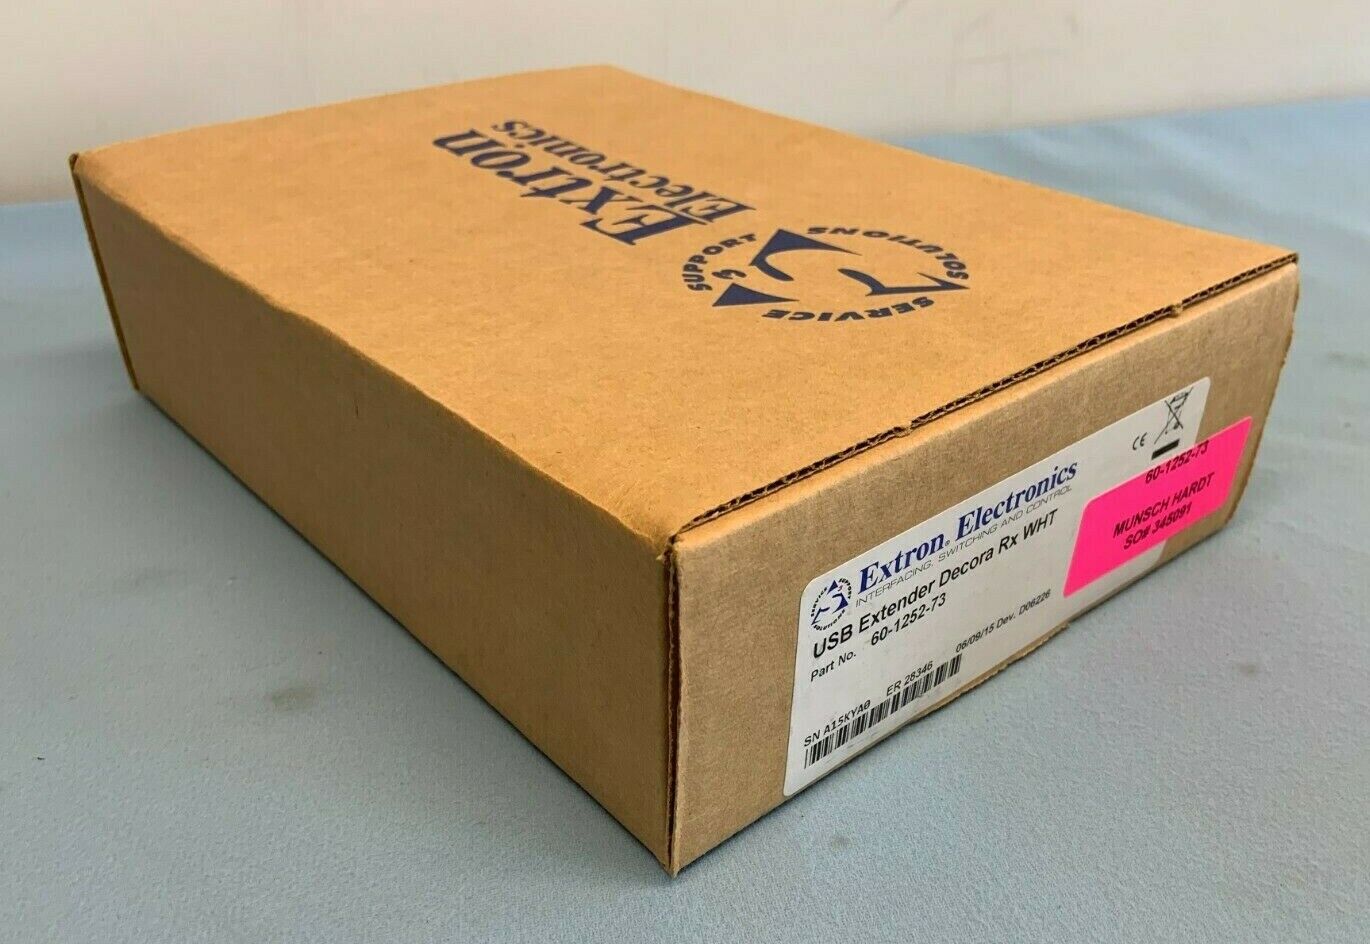 Extron
Electronics
SERVICE
SUPPORT &
SOLUTIONS
Extron® Electronics
INTERFACING, SWITCHING AND CONTROL
USB Extender Decora Rx WHT
Part No. 60-1252-73
SN A15KYA0 ER 28346 06/09/15 Dev. D06226
CE
60-1252-73
MUNSCH HARDT
SO# 345091